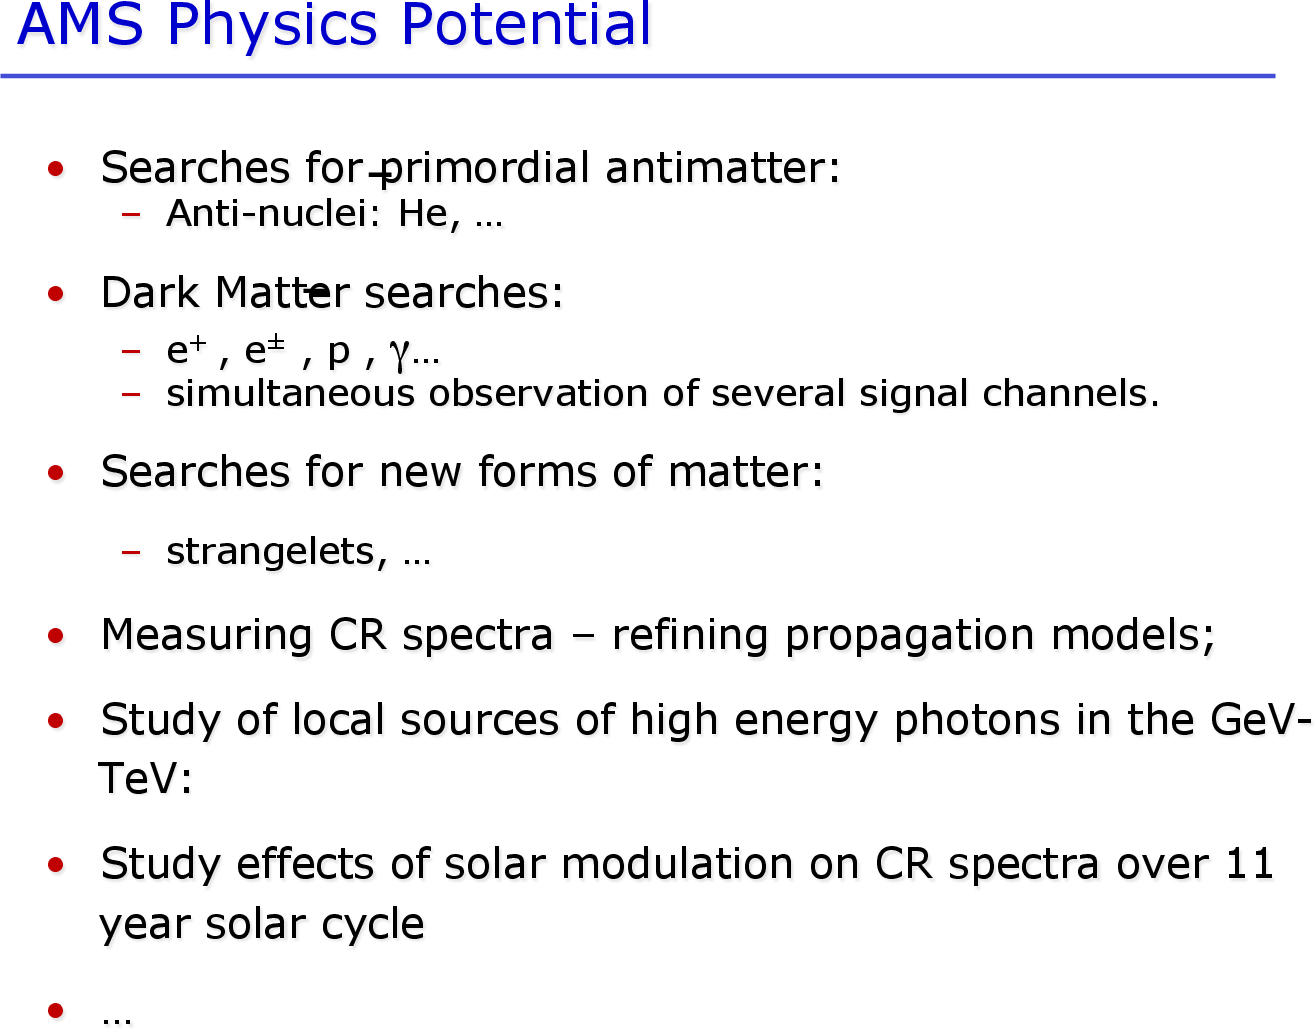 AMS Physics Potential
• Searches for primordial antimatter:
– Anti-nuclei: He, …
• Dark Matter searches:
– e⁺ , e± , p , γ…
– simultaneous observation of several signal channels.
• Searches for new forms of matter:
– strangelets, …
• Measuring CR spectra – refining propagation models;
• Study of local sources of high energy photons in the GeV-
TeV:
• Study effects of solar modulation on CR spectra over 11
year solar cycle
• …